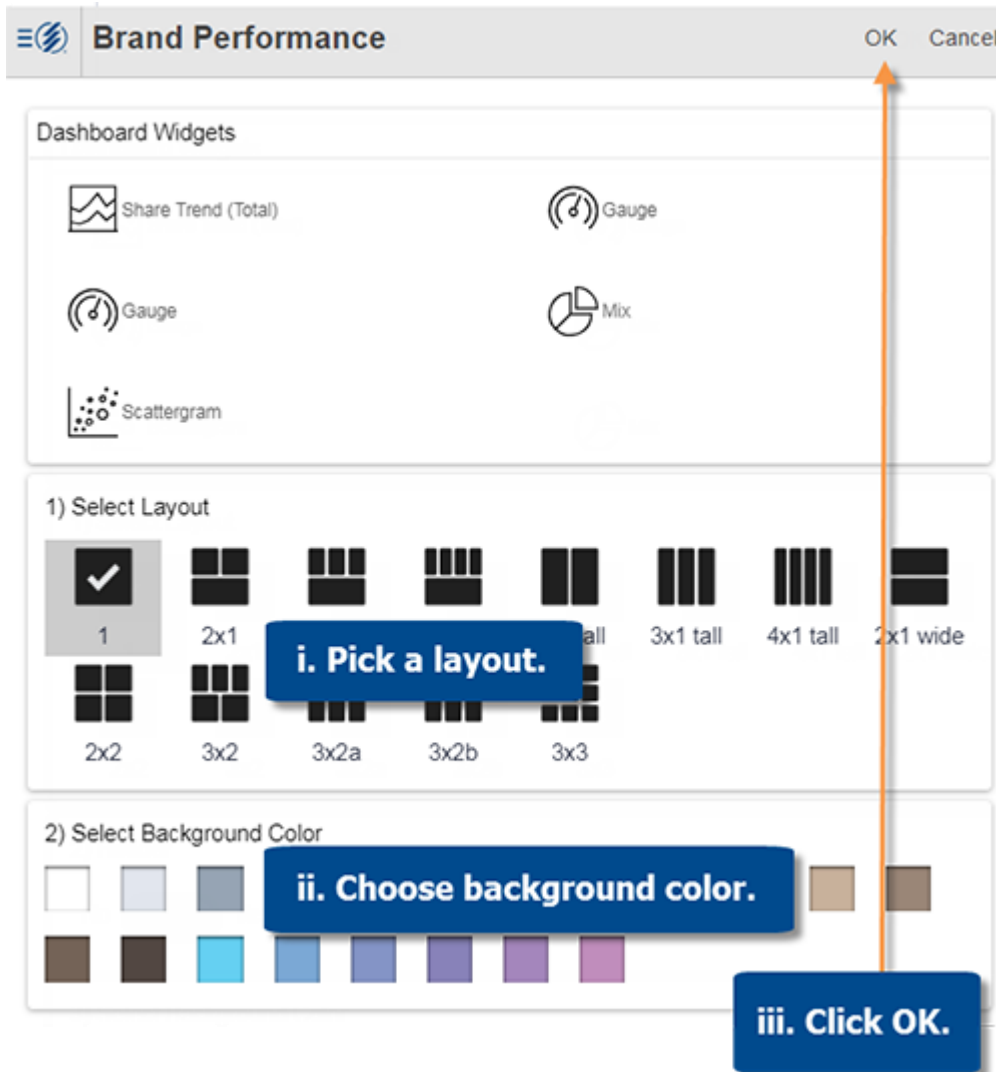 Brand Performance
OK Cancel
Dashboard Widgets
Share Trend (Total)
Gauge
Gauge
Mix
Scattergram
1) Select Layout
1
2x1
all
3x1 tall
4x1 tall
2x1 wide
i. Pick a layout.
2x2
3x2
3x2a
3x2b
3x3
2) Select Background Color
ii. Choose background color.
iii. Click OK.